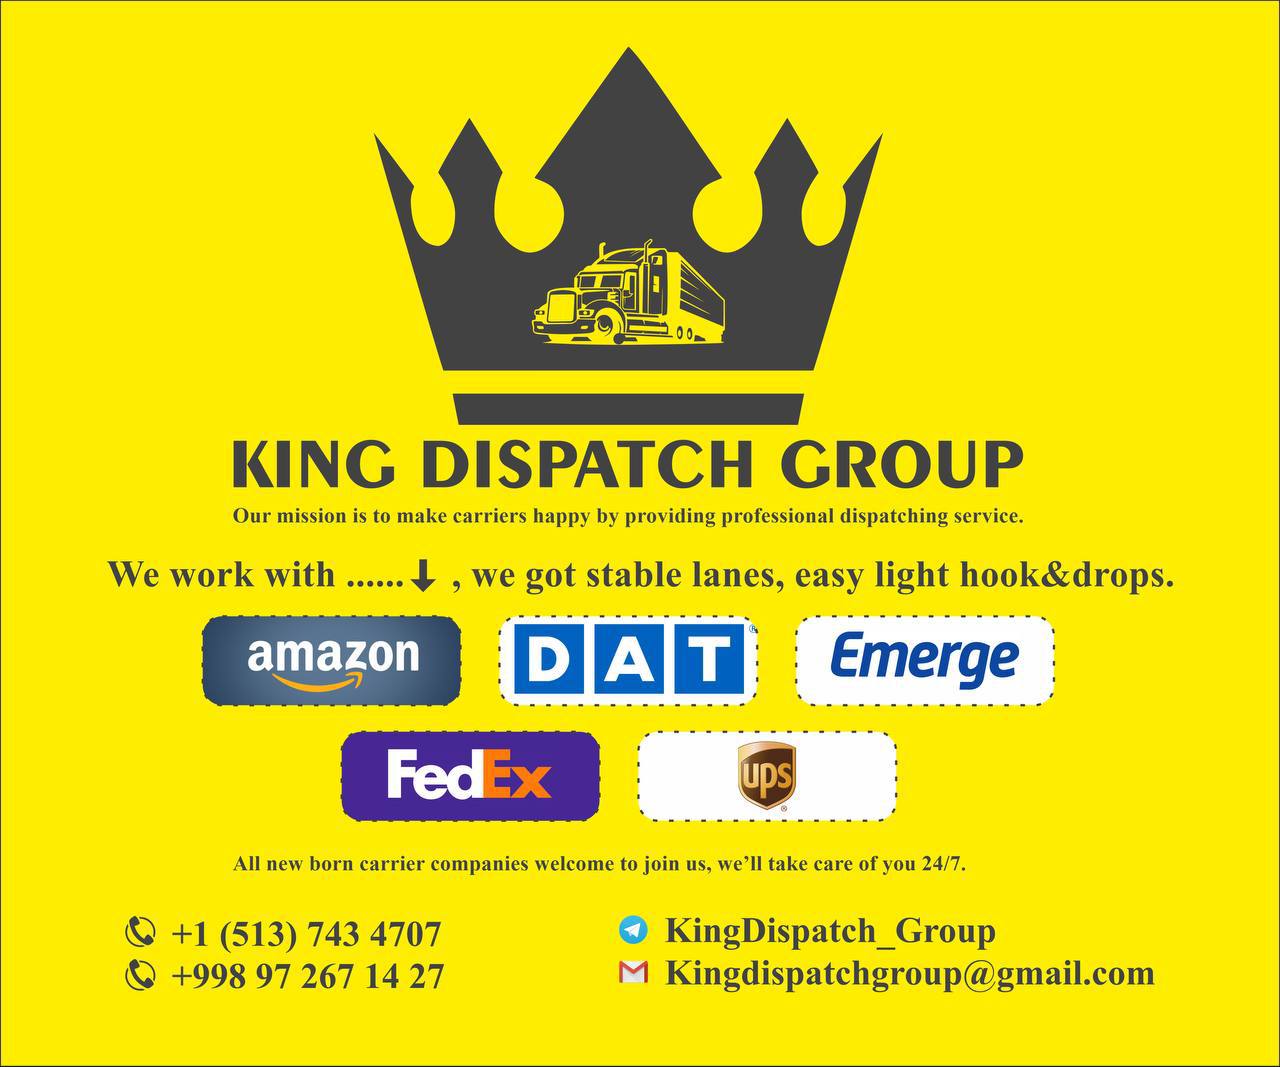 KING DISPATCH GROUP
Our mission is to make carriers happy by providing professional dispatching service.
We work with ......⬇ , we got stable lanes, easy light hook&drops.
amazon
DAT®
Emerge
FedEx
ups®
All new born carrier companies welcome to join us, we’ll take care of you 24/7.
+1 (513) 743 4707
KingDispatch_Group
+998 97 267 14 27
Kingdispatchgroup@gmail.com